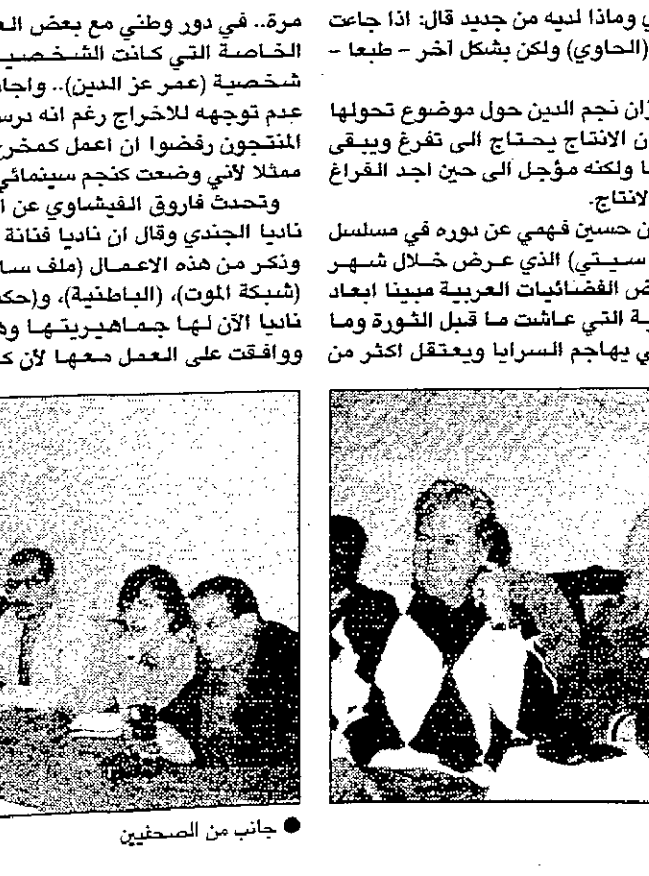 ي وماذا لديه من جديد قال: اذا جاءت
(الحاوي) ولكن بشكل آخر - طبعا -
زان نجم الدين حول موضوع تحولها
ن الانتاج يحتاج الى تفرغ ويبقى
ا ولكنه مؤجل الى حين اجد الفراغ
لانتاج.
ن حسين فهمي عن دوره في مسلسل
سيتي) الذي عرض خلال شهر
ض الفضائيات العربية مبينا ابعاد
ية التي عاشت ما قبل الثورة وما
ي يهاجم السرايا ويعتقل اكثر من
مرة.. في دور وطني مع بعض الع
الخاصة التي كانت الشخصيـ
شخصية (عمر عز الدين).. واجا
عدم توجهه للاخراج رغم انه درس
المنتجون رفضوا ان اعمل كمخرج
ممثلا لأني وضعت كنجم سينمائي
وتحدث فاروق الفيشاوي عن ا
ناديا الجندي وقال ان ناديا فنانة
وذكر من هذه الاعمال (ملف سا
(شبكة الموت)، (الباطنية)، و(حك
ناديا الآن لها جماهيريتها وه
ووافقت على العمل معها لأن ك
● جانب من الصحفيين